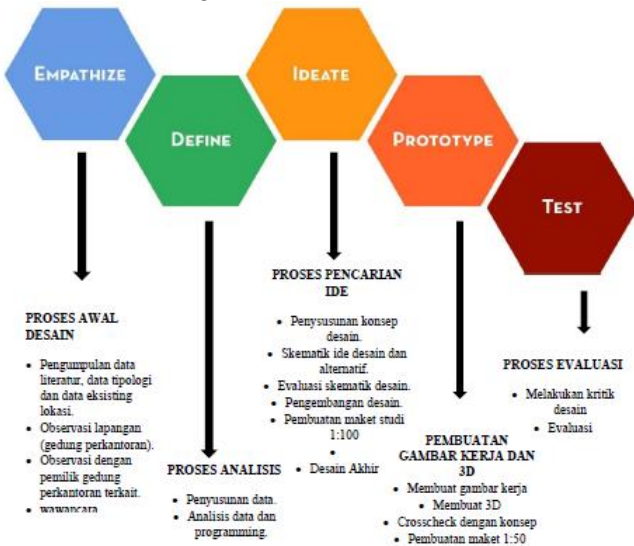 EMPATHIZE
DEFINE
IDEATE
PROTOTYPE
TEST
PROSES AWAL
DESAIN
• Pengumpulan data
literatur, data tipologi
dan data eksisting
lokasi.
• Observasi lapangan
(gedung perkantoran).
• Observasi dengan
pemilik gedung
perkantoran terkait.
• wawancara
PROSES ANALISIS
• Penyusunan data.
• Analisis data dan
programming.
PROSES PENCARIAN
IDE
• Penysusunan konsep
desain.
• Skematik ide desain dan
alternatif.
• Evaluasi skematik desain.
• Pengembangan desain.
• Pembuatan maket studi
1:100
•
• Desain Akhir
PEMBUATAN
GAMBAR KERJA DAN
3D
• Membuat gambar kerja
• Membuat 3D
• Crosscheck dengan konsep
• Pembuatan maket 1:50
PROSES EVALUASI
• Melakukan kritik
desain
• Evaluasi